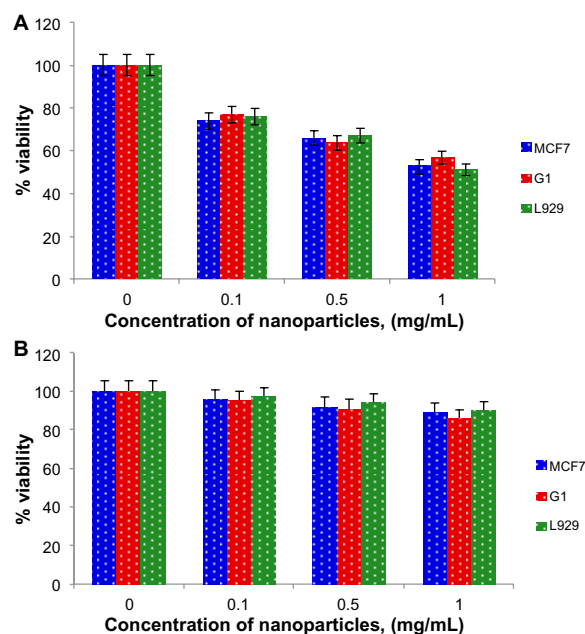 A
120
100
80
60
40
20
0
% viability
0 0.1 0.5 1
Concentration of nanoparticles, (mg/mL)
MCF7
G1
L929
B
120
100
80
60
40
20
0
% viability
0 0.1 0.5 1
Concentration of nanoparticles, (mg/mL)
MCF7
G1
L929